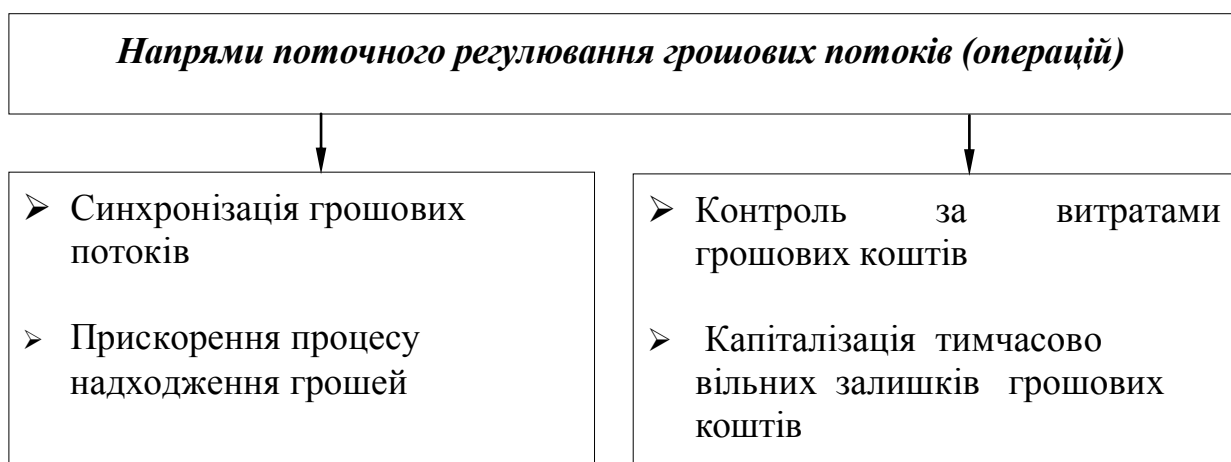 Напрями поточного регулювання грошових потоків (операцій)
➢ Синхронізація грошових
потоків
➢ Прискорення процесу
надходження грошей
➢ Контроль за витратами
грошових коштів
➢ Капіталізація тимчасово
вільних залишків грошових
коштів